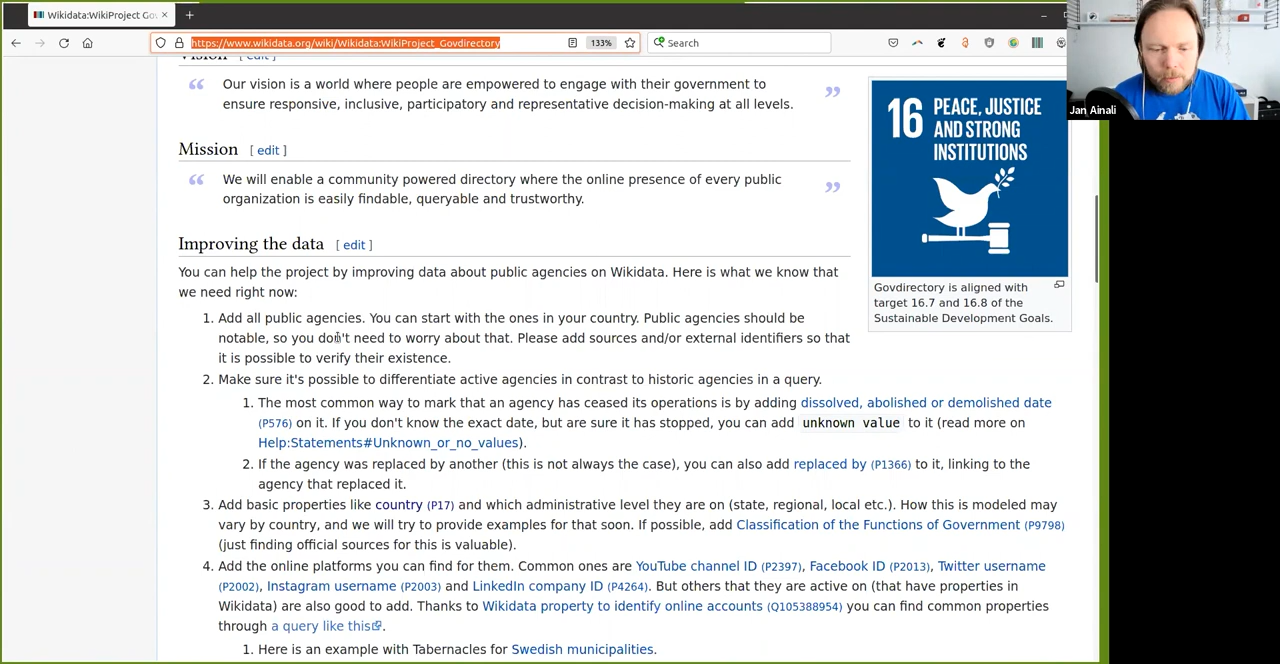 Wikidata:WikiProject Gov
https://www.wikidata.org/wiki/Wikidata:WikiProject_Govdirectory
133%
Search
Jan Ainali
Vision [ edit ]
Our vision is a world where people are empowered to engage with their government to
ensure responsive, inclusive, participatory and representative decision-making at all levels.
Mission [ edit ]
We will enable a community powered directory where the online presence of every public
organization is easily findable, queryable and trustworthy.
16 PEACE, JUSTICE
AND STRONG
INSTITUTIONS
Govdirectory is aligned with
target 16.7 and 16.8 of the
Sustainable Development Goals.
Improving the data [ edit ]
You can help the project by improving data about public agencies on Wikidata. Here is what we know that
we need right now:
1. Add all public agencies. You can start with the ones in your country. Public agencies should be
notable, so you don't need to worry about that. Please add sources and/or external identifiers so that
it is possible to verify their existence.
2. Make sure it's possible to differentiate active agencies in contrast to historic agencies in a query.
1. The most common way to mark that an agency has ceased its operations is by adding dissolved, abolished or demolished date
(P576) on it. If you don't know the exact date, but are sure it has stopped, you can add unknown value to it (read more on
Help:Statements#Unknown_or_no_values).
2. If the agency was replaced by another (this is not always the case), you can also add replaced by (P1366) to it, linking to the
agency that replaced it.
3. Add basic properties like country (P17) and which administrative level they are on (state, regional, local etc.). How this is modeled may
vary by country, and we will try to provide examples for that soon. If possible, add Classification of the Functions of Government (P9798)
(just finding official sources for this is valuable).
4. Add the online platforms you can find for them. Common ones are YouTube channel ID (P2397), Facebook ID (P2013), Twitter username
(P2002), Instagram username (P2003) and LinkedIn company ID (P4264). But others that they are active on (that have properties in
Wikidata) are also good to add. Thanks to Wikidata property to identify online accounts (Q105388954) you can find common properties
through a query like this.
1. Here is an example with Tabernacles for Swedish municipalities.